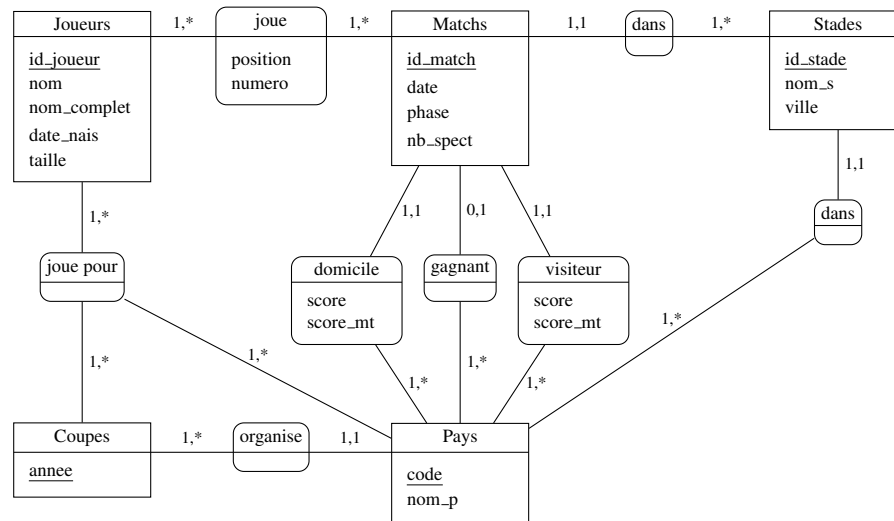 Joueurs 1,* joue 1,* Matchs 1,1 dans 1,* Stades
id_joueur
nom
nom_complet
date_nais
taille
position
numero
id_match
date
phase
nb_spect
id_stade
nom_s
ville
1,* 1,1 0,1 1,1 1,1
joue pour
domicile
score
score_mt
gagnant
visiteur
score
score_mt
dans
1,* 1,* 1,* 1,* 1,* 1,*
Coupes 1,* organise 1,1 Pays
annee
code
nom_p